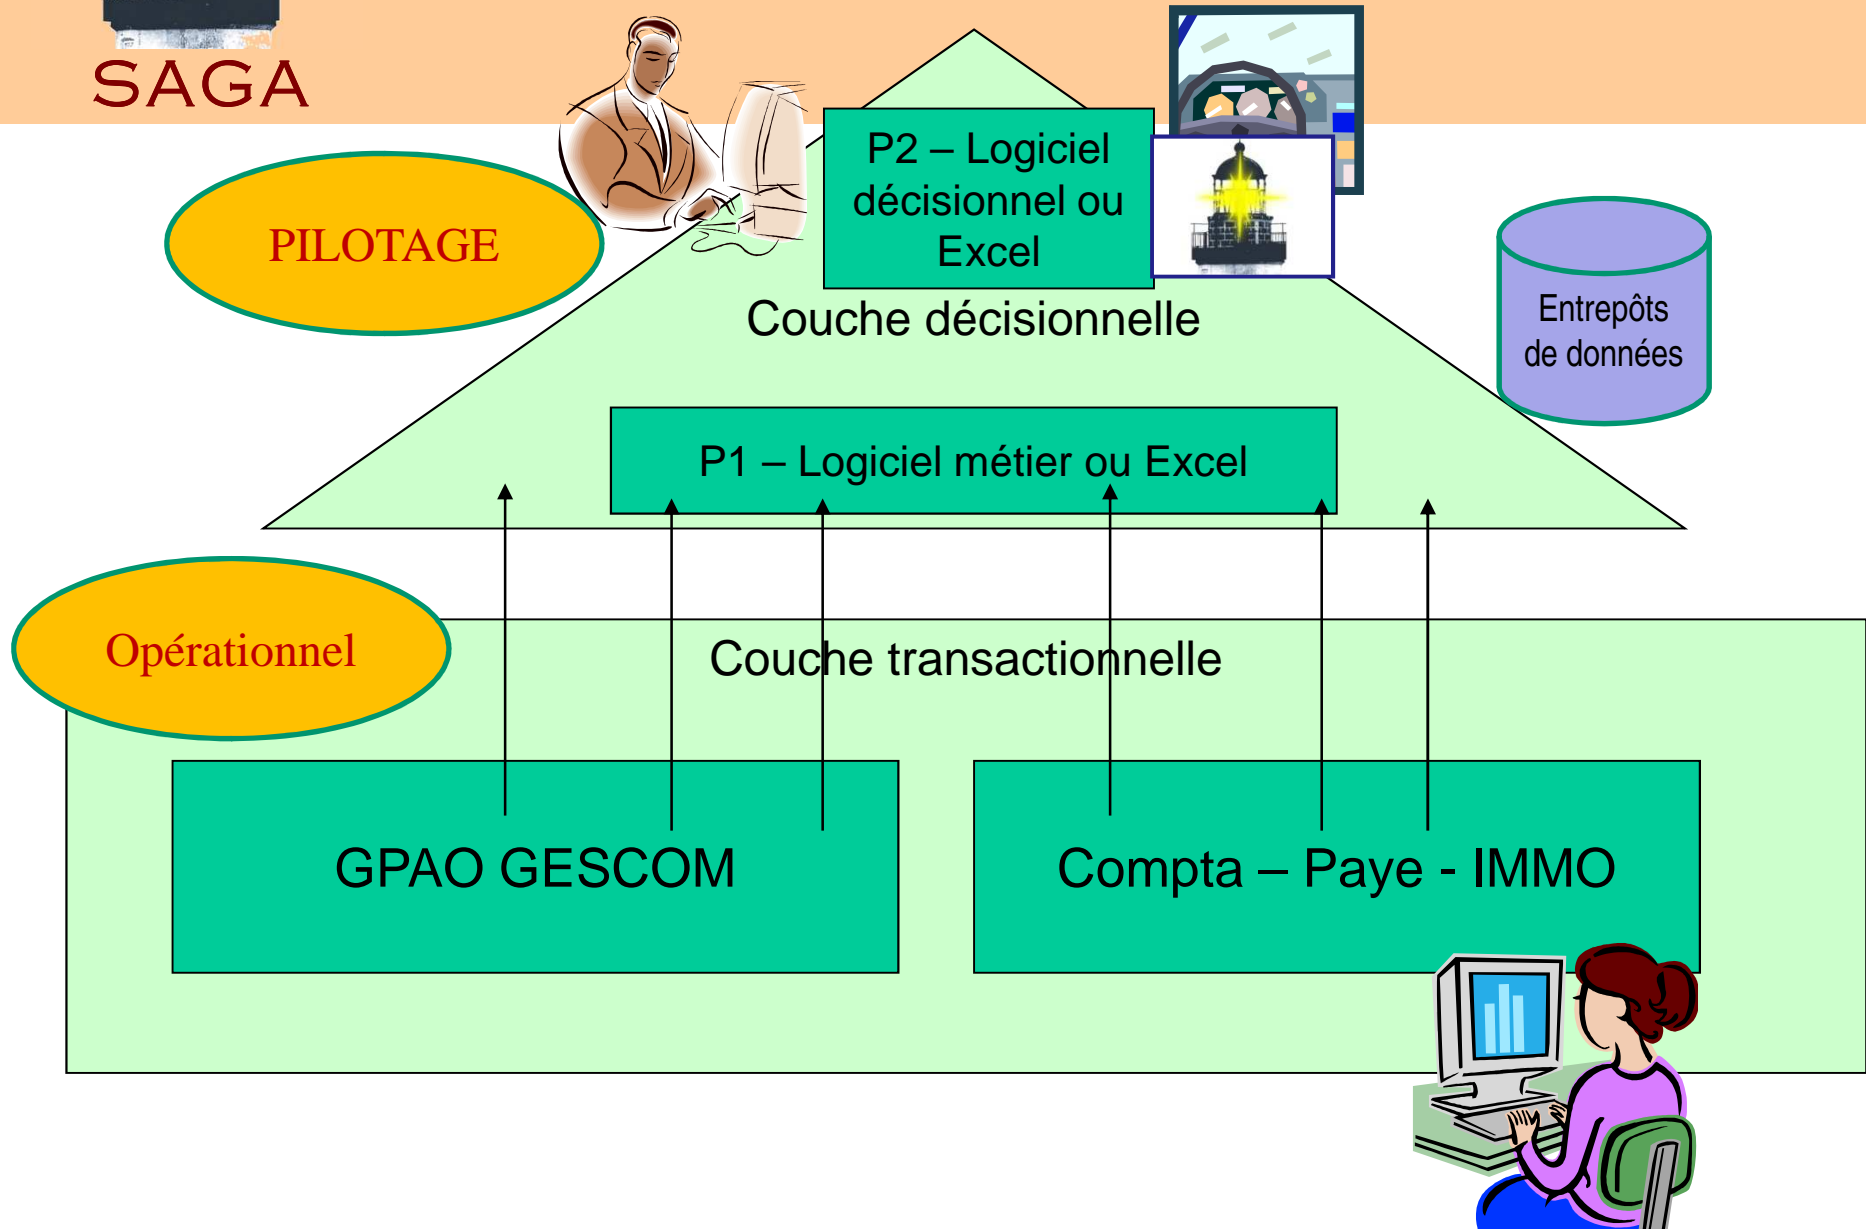 SAGA
P2 – Logiciel
décisionnel ou
Excel
PILOTAGE
Couche décisionnelle
Entrepôts
de données
P1 – Logiciel métier ou Excel
Opérationnel
Couche transactionnelle
GPAO GESCOM
Compta – Paye - IMMO